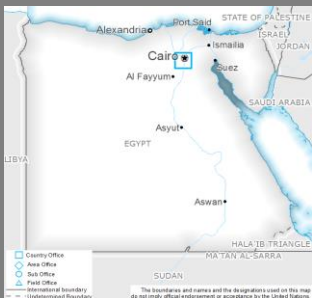 Port Said
STATE OF PALESTINE
Alexandria
ISRAEL
Ismailia
JORDAN
Cairo
Suez
Al Fayyum
SAUDI ARABIA
Asyut
EGYPT
LIBYA
Aswan
HALA'IB TRIANGLE
MA'TAN AL-SARRA
Country Office
Area Office
Sub Office
Field Office
International boundary
Undetermined Boundary
SUDAN
The boundaries and names and the designations used on this map
do not imply official endorsement or acceptance by the United Nations.